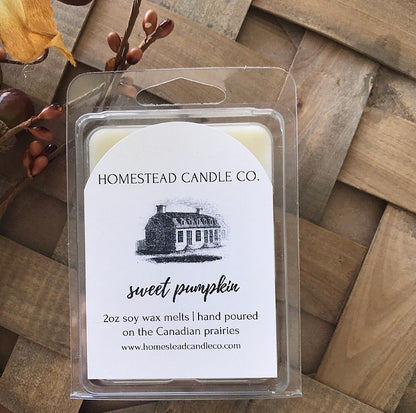 HOMESTEAD CANDLE CO.
sweet pumpkin
2oz soy wax melts | hand poured
on the Canadian prairies
www.homesteadcandleco.com